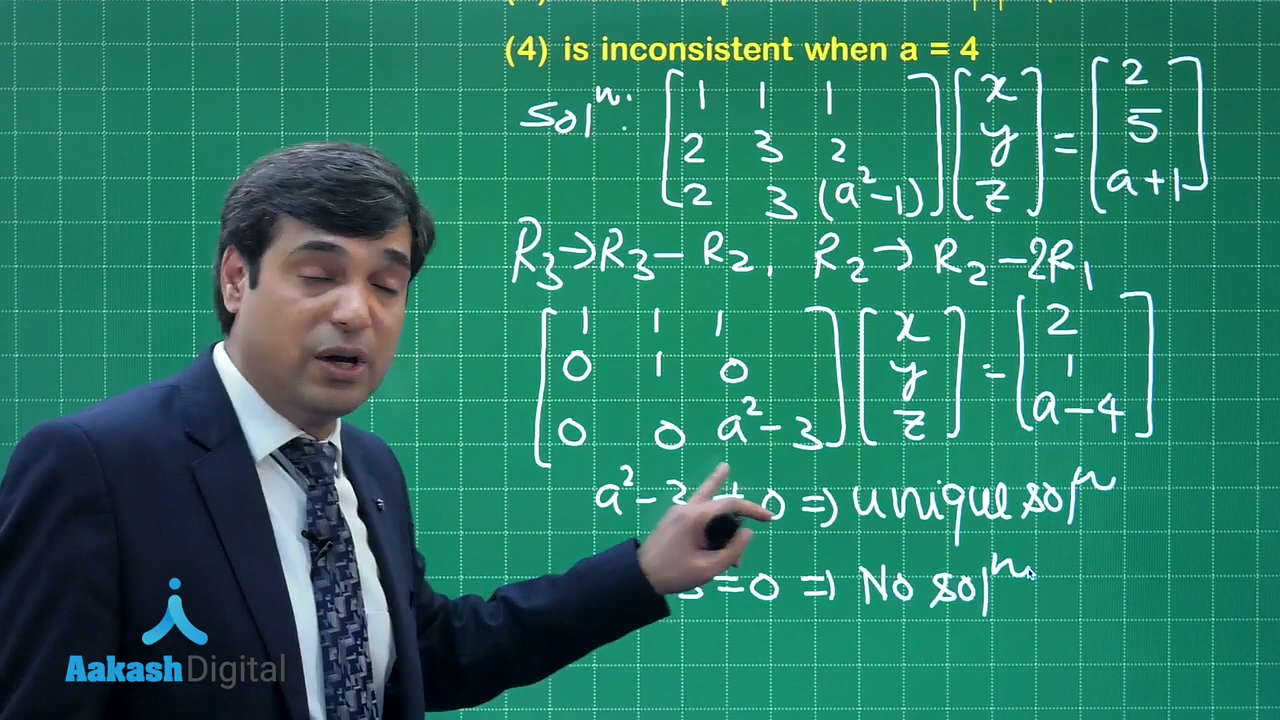 (4) is inconsistent when a = 4
Solⁿ: [1 1 1] [x] = [2]
[2 3 2] [y] [5]
[2 3 (a²-1)] [z] [a+1]
R₃→R₃-R₂, R₂→R₂-2R₁
[1 1 1] [x] = [2]
[0 1 0] [y] [1]
[0 0 a²-3] [z] [a-4]
a²-3 ≠ 0 ⇒ unique solⁿ
3 = 0 ⇒ No solⁿ.
Aakash Digital